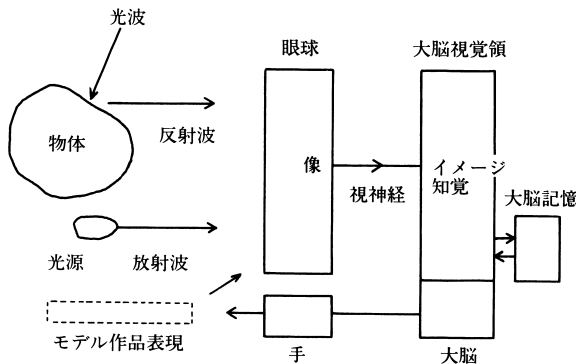 光波
眼球
大脳視覚領
物体
反射波
像
視神経
イメージ
知覚
大脳記憶
光源
放射波
モデル作品表現
手
大脳